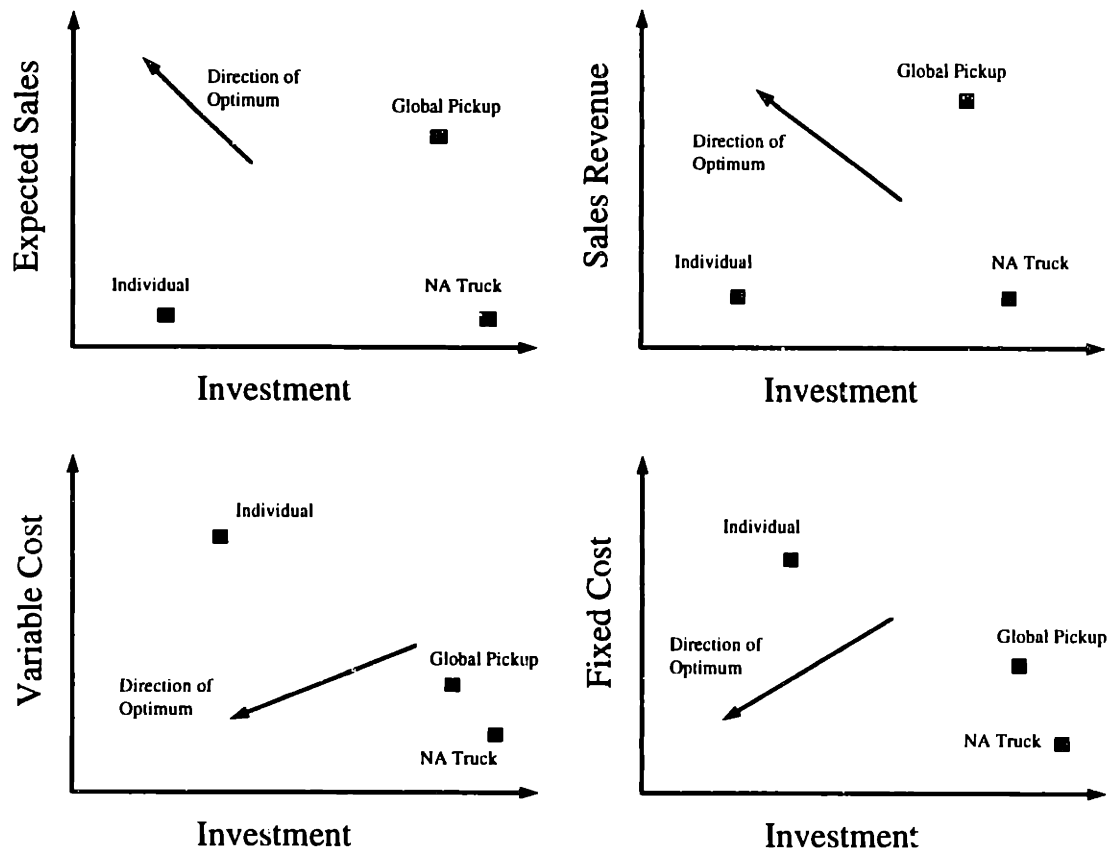 Expected Sales
Direction of
Optimum
Global Pickup
Individual
NA Truck
Investment
Sales Revenue
Global Pickup
Direction of
Optimum
Individual
NA Truck
Investment
Variable Cost
Individual
Global Pickup
Direction of
Optimum
NA Truck
Investment
Fixed Cost
Individual
Direction of
Optimum
Global Pickup
NA Truck
Investment